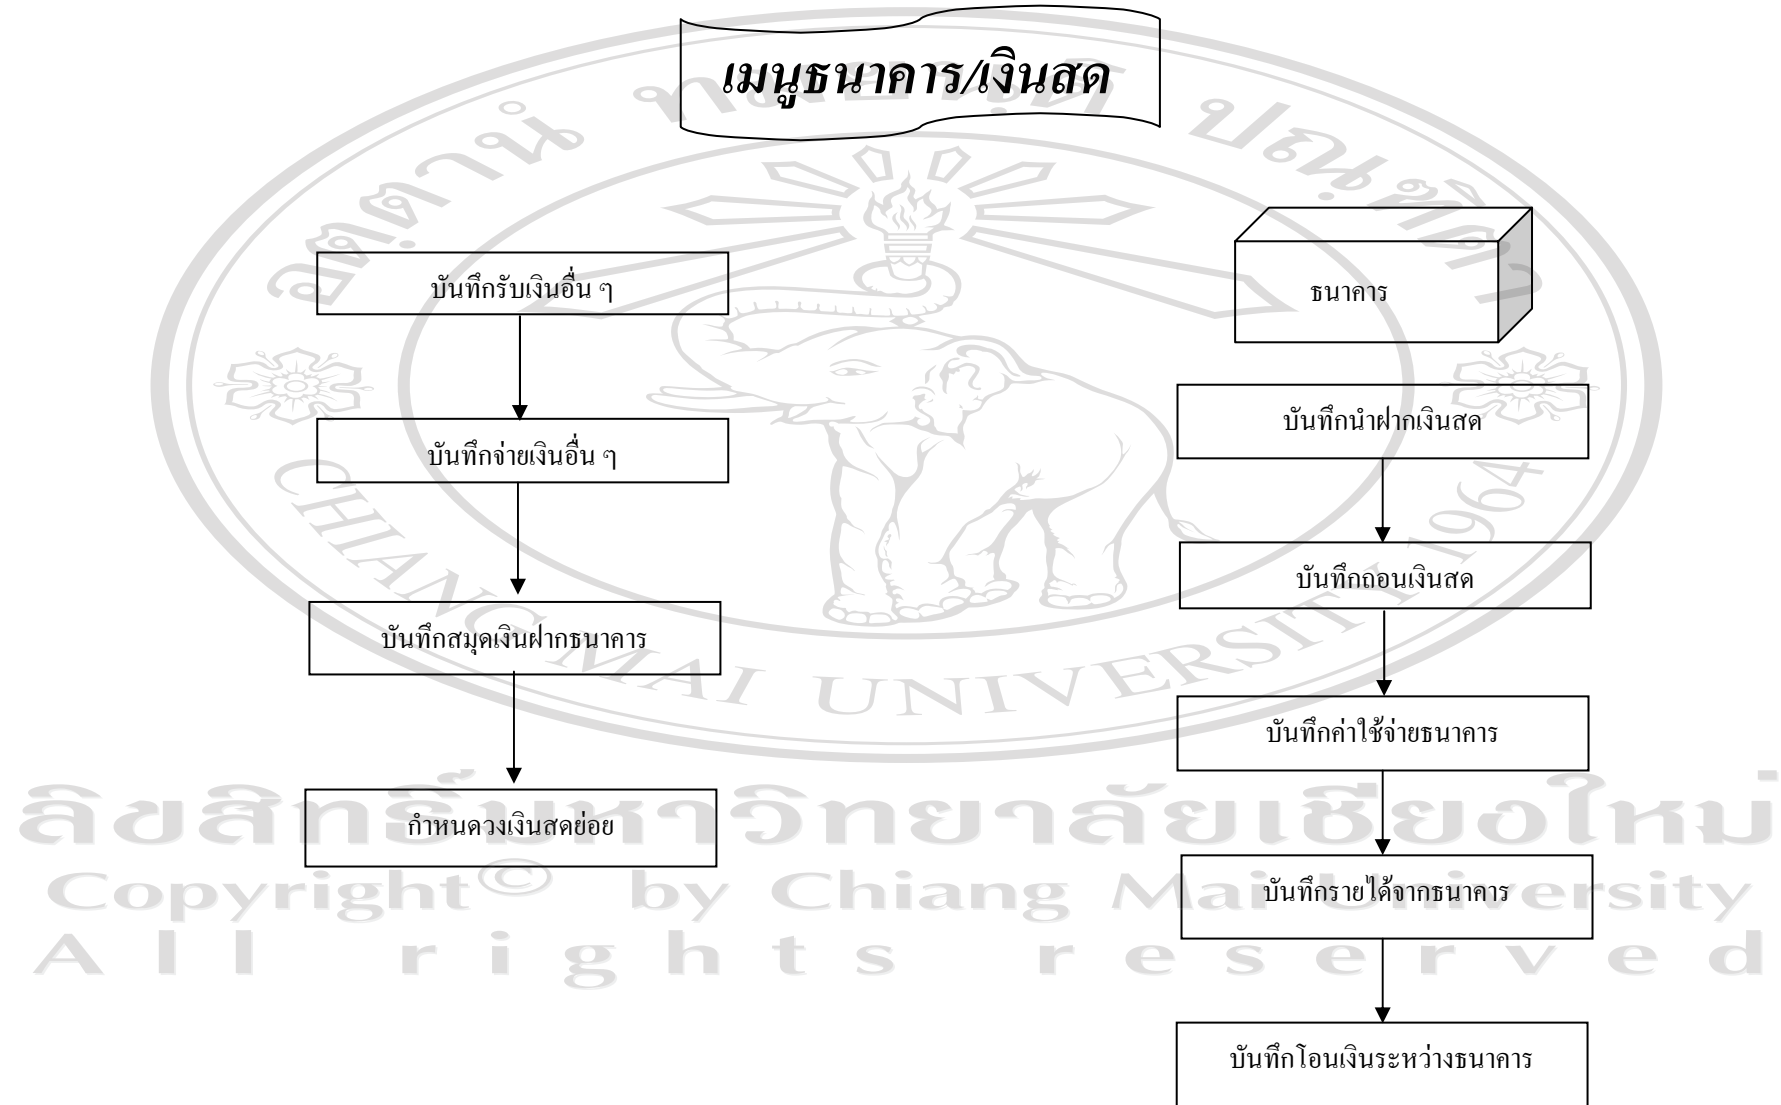 เมนูธนาคาร/เงินสด
บันทึกรับเงินอื่น ๆ
บันทึกจ่ายเงินอื่น ๆ
บันทึกสมุดเงินฝากธนาคาร
กำหนดวงเงินสดย่อย
ธนาคาร
บันทึกนำฝากเงินสด
บันทึกถอนเงินสด
บันทึกค่าใช้จ่ายธนาคาร
บันทึกรายได้จากธนาคาร
บันทึกโอนเงินระหว่างธนาคาร
CHIANG MAI UNIVERSITY 1964
ลิขสิทธิ์มหาวิทยาลัยเชียงใหม่
Copyright© by Chiang Mai University
All rights reserved